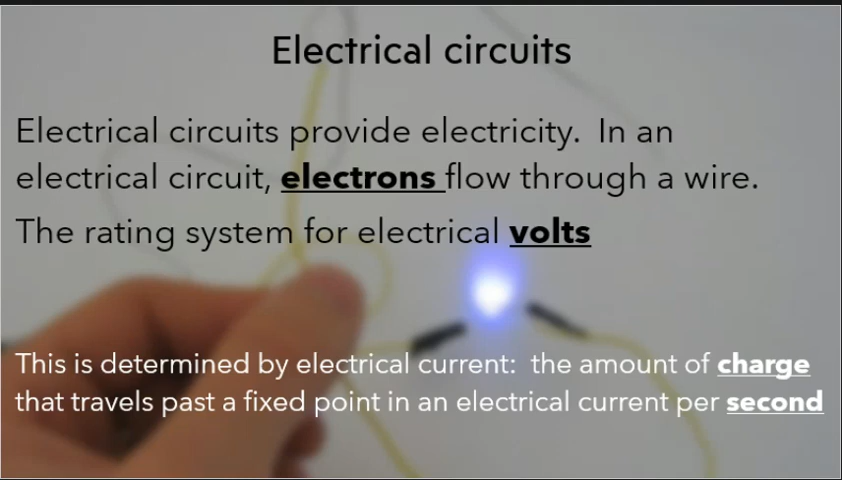 Electrical circuits
Electrical circuits provide electricity.  In an
electrical circuit, electrons flow through a wire.
The rating system for electrical volts
This is determined by electrical current:  the amount of charge
that travels past a fixed point in an electrical current per second